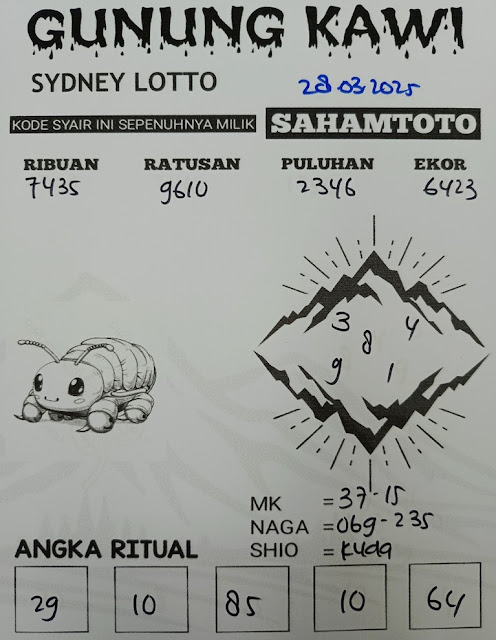 GUNUNG KAWI
SYDNEY LOTTO 28 03 2025
KODE SYAIR INI SEPENUHNYA MILIK SAHAMTOTO
RIBUAN RATUSAN PULUHAN EKOR
7435 9610 2346 6423
3 4
8
9 1
MK = 37-15
NAGA = 069-235
SHIO = Kuda
ANGKA RITUAL
29 10 85 10 64